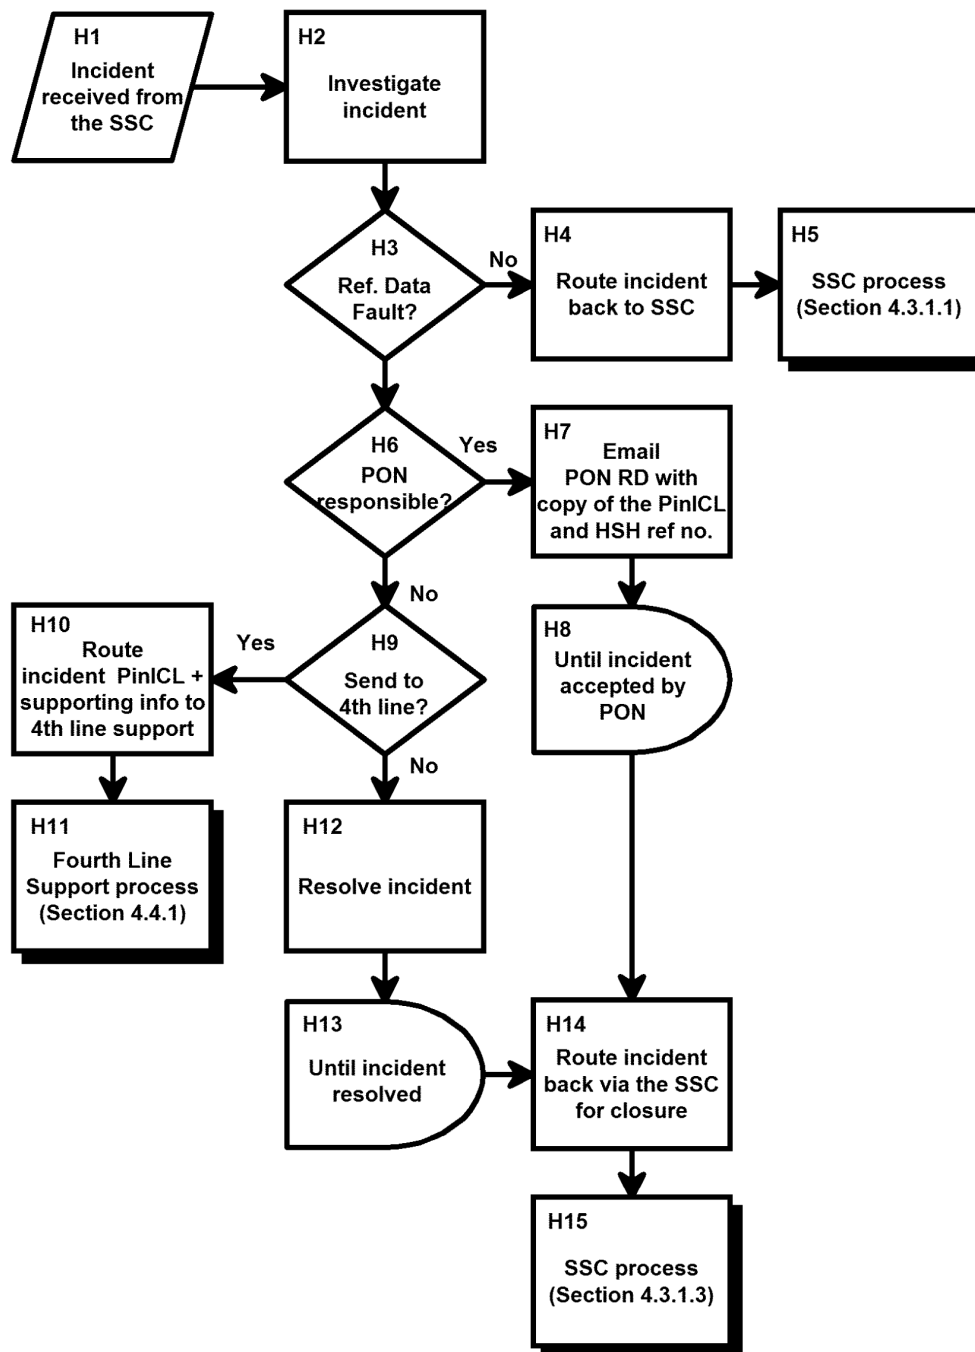 H1
Incident
received from
the SSC
H2
Investigate
incident
H3
Ref. Data
Fault?
No
H4
Route incident
back to SSC
H5
SSC process
(Section 4.3.1.1)
H6
PON
responsible?
Yes
H7
Email
PON RD with
copy of the PinICL
and HSH ref no.
No
H8
Until incident
accepted by
PON
H9
Send to
4th line?
Yes
H10
Route
incident PinICL +
supporting info to
4th line support
No
H11
Fourth Line
Support process
(Section 4.4.1)
H12
Resolve incident
H13
Until incident
resolved
H14
Route incident
back via the SSC
for closure
H15
SSC process
(Section 4.3.1.3)